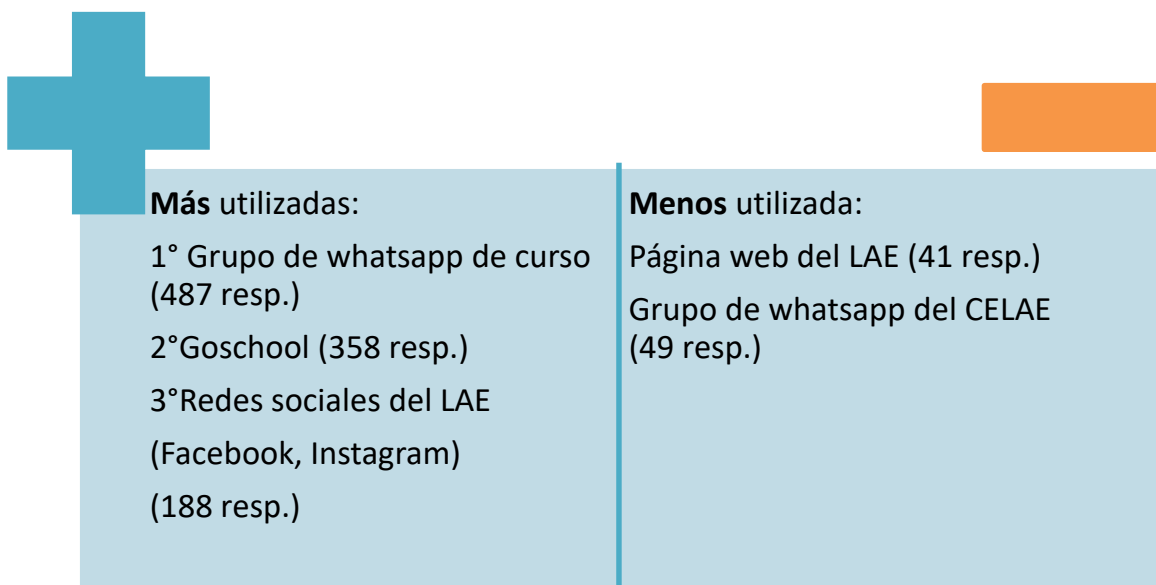 Más utilizadas:
1° Grupo de whatsapp de curso
(487 resp.)
2°Goschool (358 resp.)
3°Redes sociales del LAE
(Facebook, Instagram)
(188 resp.)
Menos utilizada:
Página web del LAE (41 resp.)
Grupo de whatsapp del CELAE
(49 resp.)